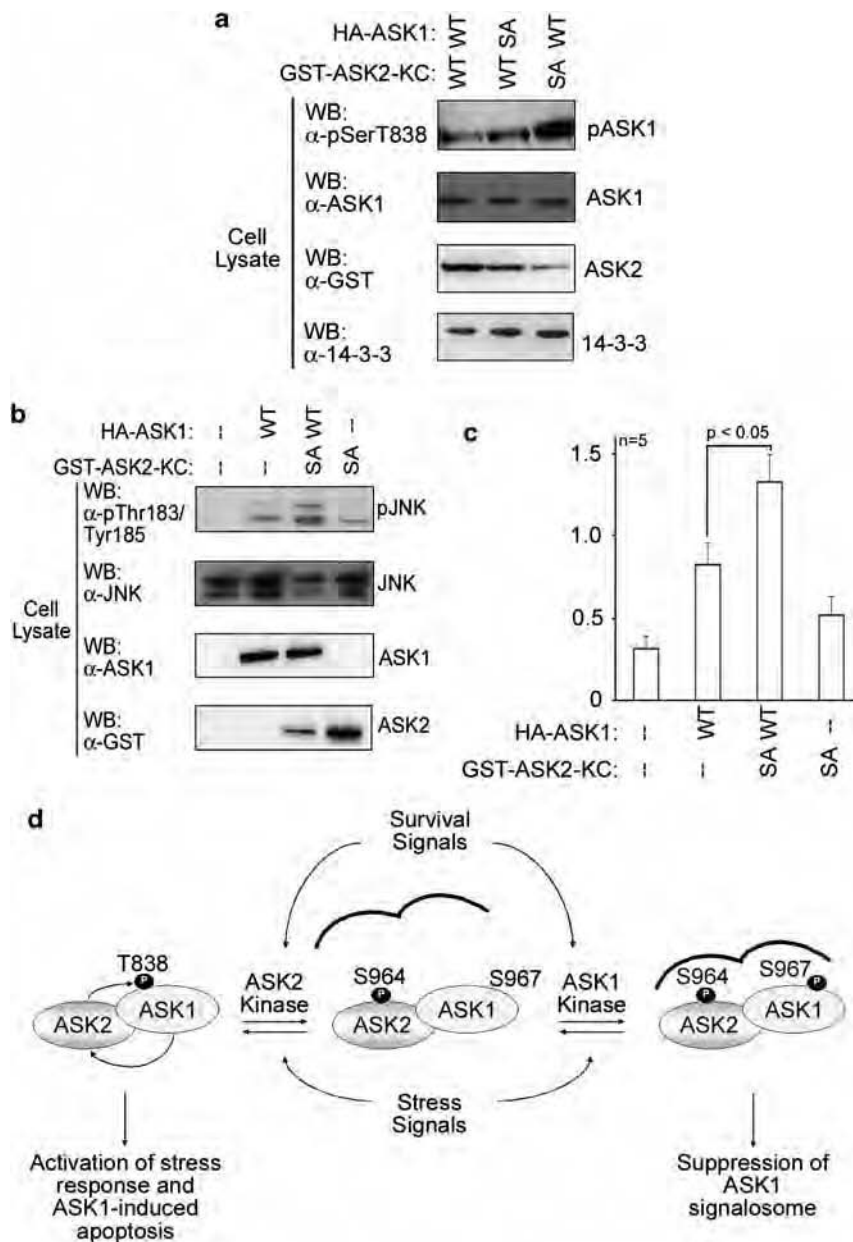 a
HA-ASK1: WT WT SA
GST-ASK2-KC: WT SA WT
WB:
α-pSerT838
pASK1
WB:
α-ASK1
ASK1
Cell
Lysate
WB:
α-GST
ASK2
WB:
α-14-3-3
14-3-3
b
HA-ASK1: -- WT WT --
GST-ASK2-KC: -- -- SA SA
WB:
α-pThr183/
Tyr185
pJNK
WB:
α-JNK
JNK
Cell
Lysate
WB:
α-ASK1
ASK1
WB:
α-GST
ASK2
c
n=5
p < 0.05
1.5
1.0
0.5
0
HA-ASK1: -- WT WT --
GST-ASK2-KC: -- -- SA SA
d
Survival
Signals
T838
P
ASK2
ASK1
ASK2
Kinase
S964
P
S967
ASK2
ASK1
ASK1
Kinase
S964
S967
P
P
ASK2
ASK1
Stress
Signals
Activation of stress
response and
ASK1-induced
apoptosis
Suppression of
ASK1
signalosome